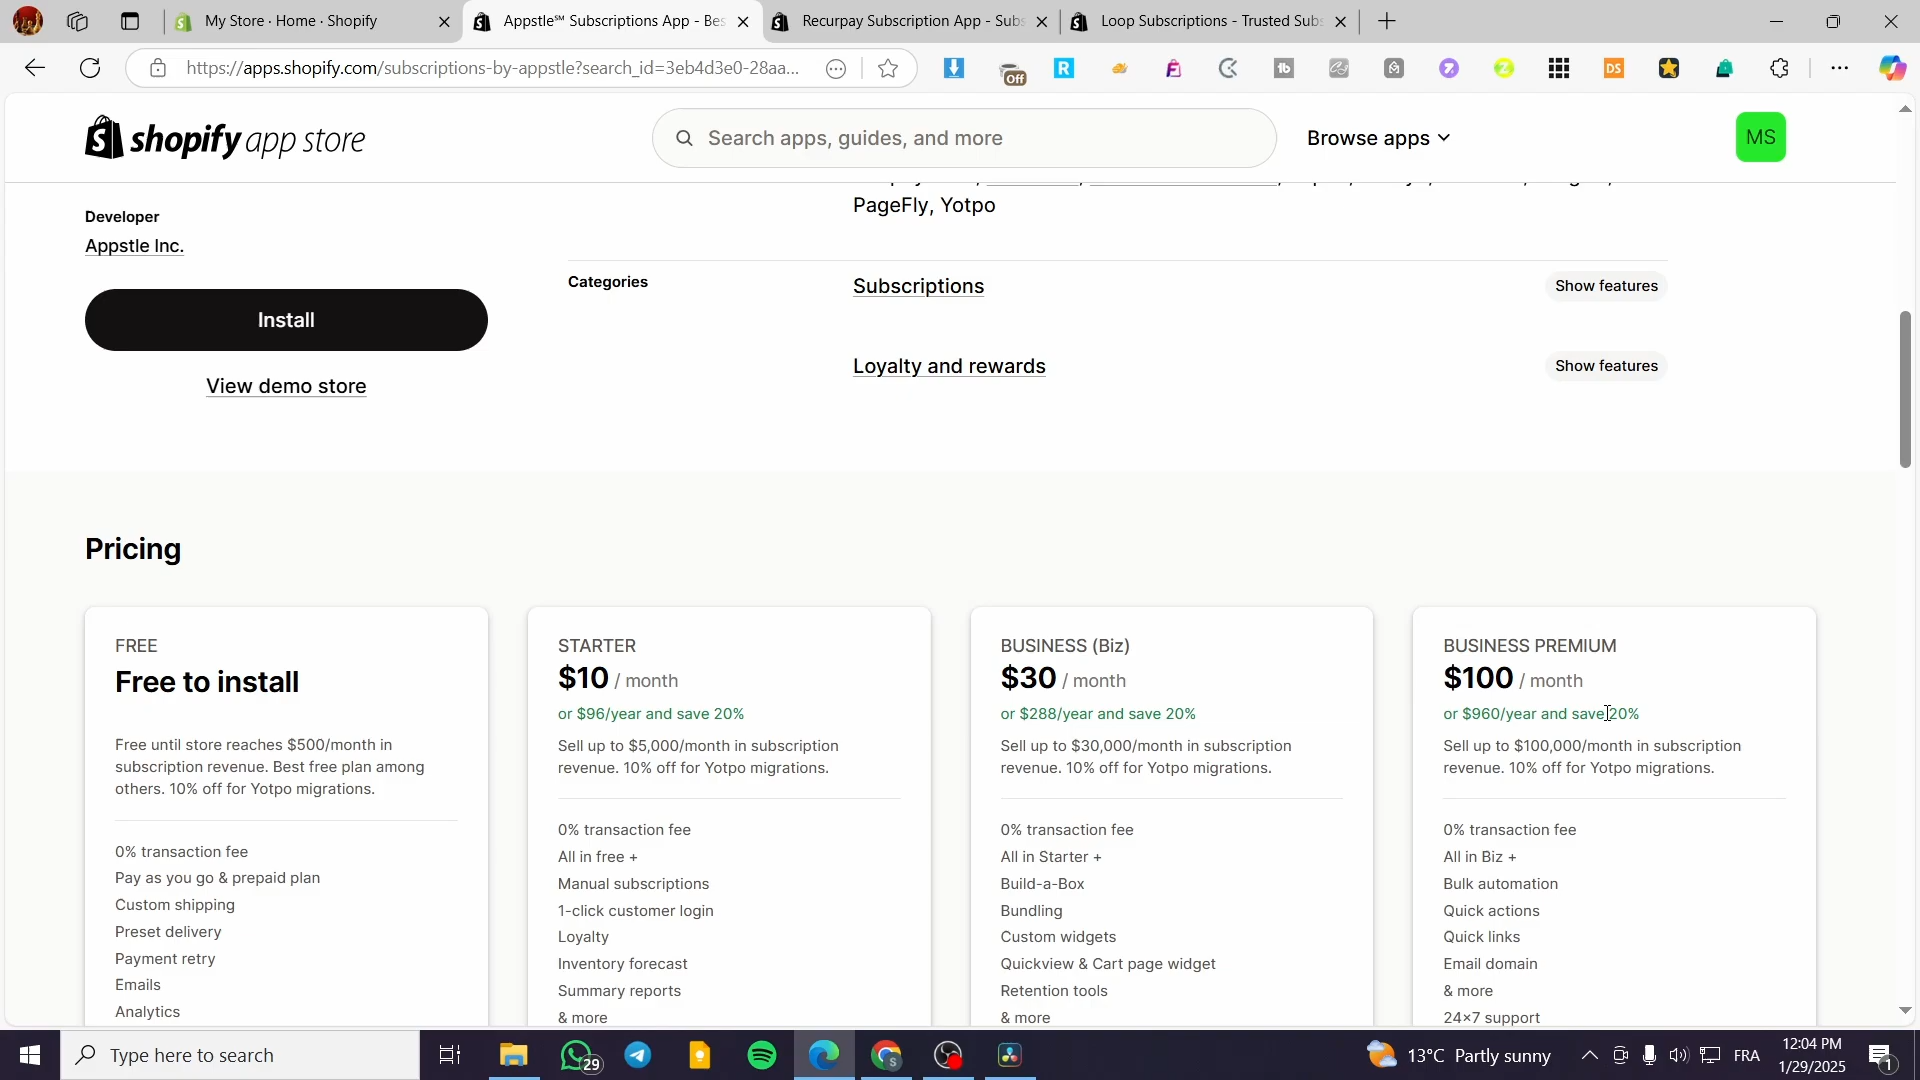 My Store · Home · Shopify
Appstle℠ Subscriptions App - Bes
Recurpay Subscription App - Subs
Loop Subscriptions - Trusted Subs
https://apps.shopify.com/subscriptions-by-appstle?search_id=3eb4d3e0-28aa...
Off
R
tb
DS
shopify app store
Search apps, guides, and more
Browse apps
MS
PageFly, Yotpo
Developer
Appstle Inc.
Install
View demo store
Categories
Subscriptions
Show features
Loyalty and rewards
Show features
Pricing
FREE
Free to install
Free until store reaches $500/month in
subscription revenue. Best free plan among
others. 10% off for Yotpo migrations.
0% transaction fee
Pay as you go & prepaid plan
Custom shipping
Preset delivery
Payment retry
Emails
Analytics
STARTER
$10 / month
or $96/year and save 20%
Sell up to $5,000/month in subscription
revenue. 10% off for Yotpo migrations.
0% transaction fee
All in free +
Manual subscriptions
1-click customer login
Loyalty
Inventory forecast
Summary reports
& more
BUSINESS (Biz)
$30 / month
or $288/year and save 20%
Sell up to $30,000/month in subscription
revenue. 10% off for Yotpo migrations.
0% transaction fee
All in Starter +
Build-a-Box
Bundling
Custom widgets
Quickview & Cart page widget
Retention tools
& more
BUSINESS PREMIUM
$100 / month
or $960/year and save 20%
Sell up to $100,000/month in subscription
revenue. 10% off for Yotpo migrations.
0% transaction fee
All in Biz +
Bulk automation
Quick actions
Quick links
Email domain
& more
24×7 support
Type here to search
29
13°C Partly sunny
FRA
12:04 PM
1/29/2025
1